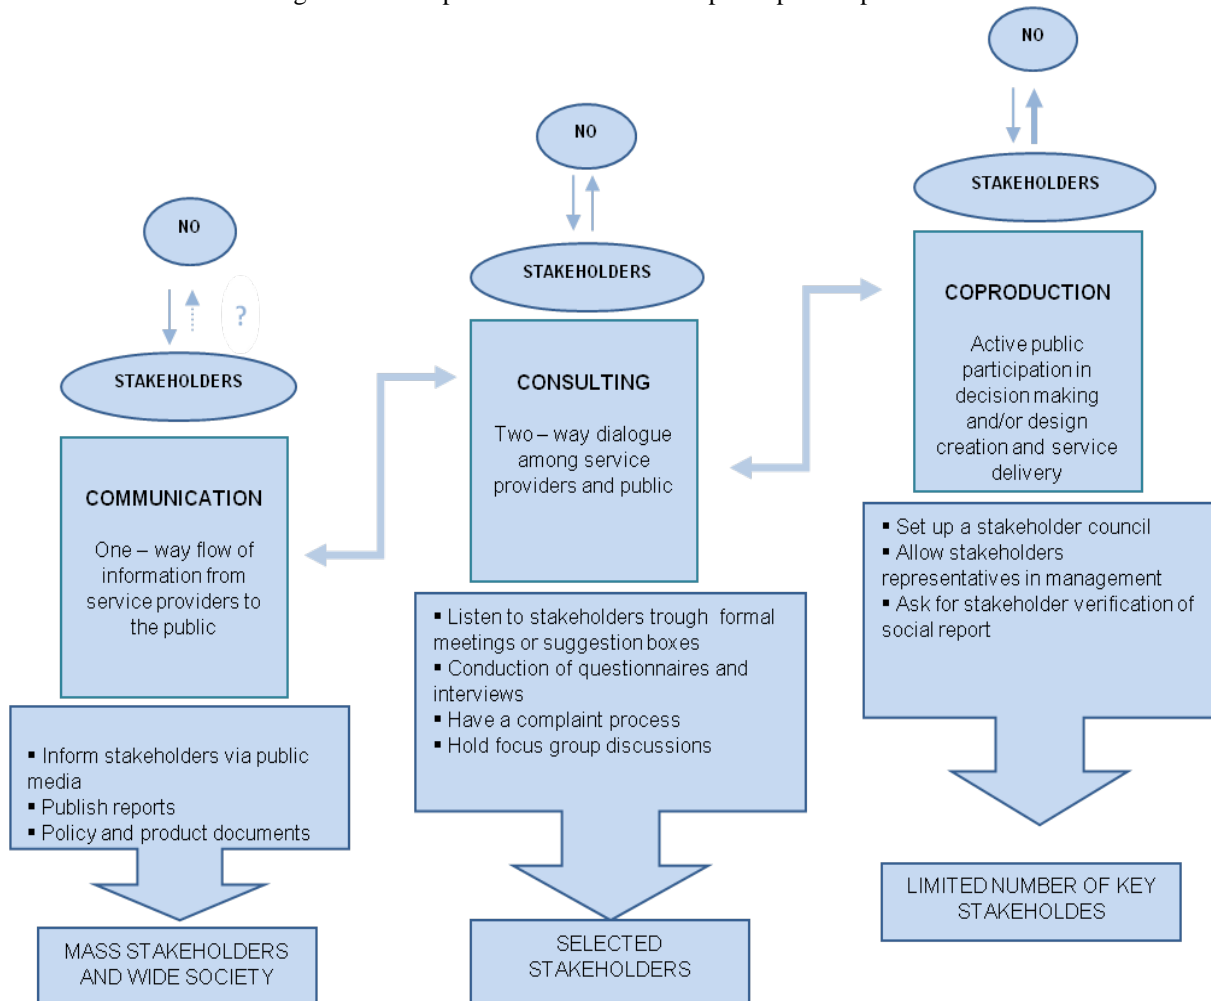 NO
?
STAKEHOLDERS
COMMUNICATION
One – way flow of
information from
service providers to
the public
▪ Inform stakeholders via public
media
▪ Publish reports
▪ Policy and product documents
MASS STAKEHOLDERS
AND WIDE SOCIETY
NO
STAKEHOLDERS
CONSULTING
Two – way dialogue
among service
providers and public
▪ Listen to stakeholders trough formal
meetings or suggestion boxes
▪ Conduction of questionnaires and
interviews
▪ Have a complaint process
▪ Hold focus group discussions
SELECTED
STAKEHOLDERS
NO
STAKEHOLDERS
COPRODUCTION
Active public
participation in
decision making
and/or design
creation and service
delivery
▪ Set up a stakeholder council
▪ Allow stakeholders
representatives in management
▪ Ask for stakeholder verification of
social report
LIMITED NUMBER OF KEY
STAKEHOLDES